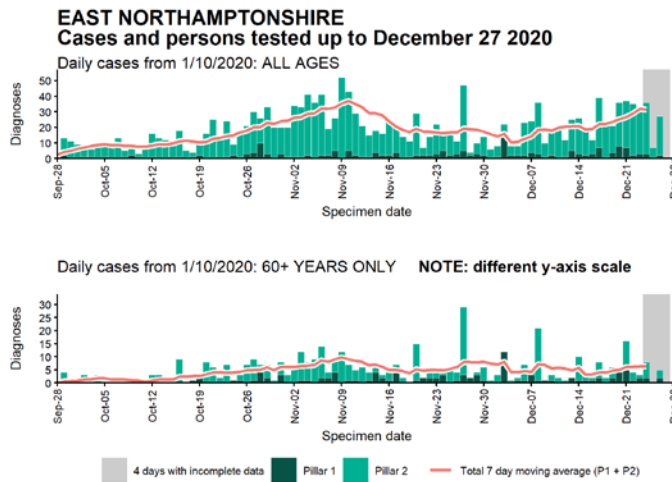 EAST NORTHAMPTONSHIRE
Cases and persons tested up to December 27 2020
Daily cases from 1/10/2020: ALL AGES
Diagnoses
50
40
30
20
10
0
Sep-28
Oct-05
Oct-12
Oct-19
Oct-26
Nov-02
Nov-09
Nov-16
Nov-23
Nov-30
Dec-07
Dec-14
Dec-21
Specimen date
Daily cases from 1/10/2020: 60+ YEARS ONLY NOTE: different y-axis scale
Diagnoses
30
25
20
15
10
5
0
Sep-28
Oct-05
Oct-12
Oct-19
Oct-26
Nov-02
Nov-09
Nov-16
Nov-23
Nov-30
Dec-07
Dec-14
Dec-21
Specimen date
4 days with incomplete data Pillar 1 Pillar 2 Total 7 day moving average (P1 + P2)